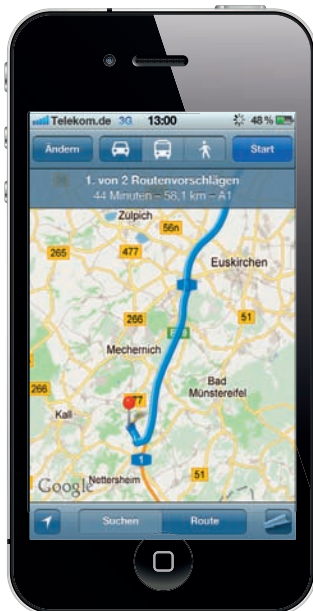 Telekom.de 3G 13:00 48 %
Ändern Start
1. von 2 Routenvorschlägen
44 Minuten – 58,1 km – A1
Zülpich
56n
265 477
Euskirchen
266 51
Mechernich
266 77
Bad
Münstereifel
Kall
1
Google Nettersheim 51
Suchen Route